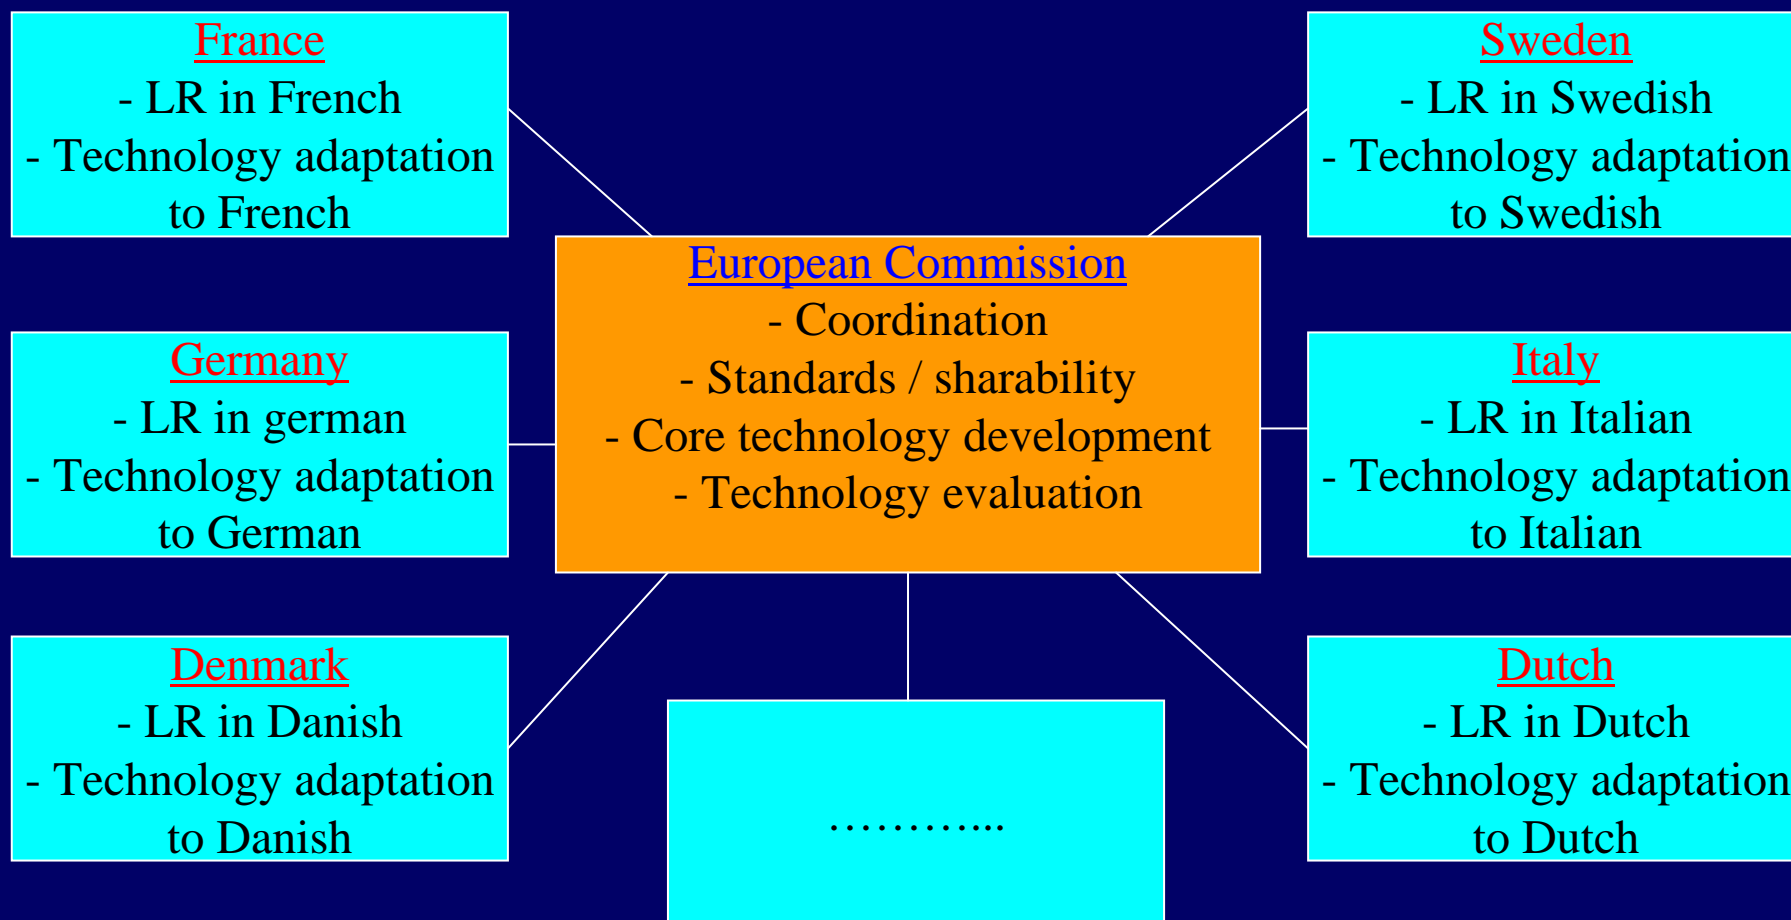 France
- LR in French
- Technology adaptation
to French
Sweden
- LR in Swedish
- Technology adaptation
to Swedish
European Commission
- Coordination
- Standards / sharability
- Core technology development
- Technology evaluation
Germany
- LR in german
- Technology adaptation
to German
Italy
- LR in Italian
- Technology adaptation
to Italian
Denmark
- LR in Danish
- Technology adaptation
to Danish
………...
Dutch
- LR in Dutch
- Technology adaptation
to Dutch